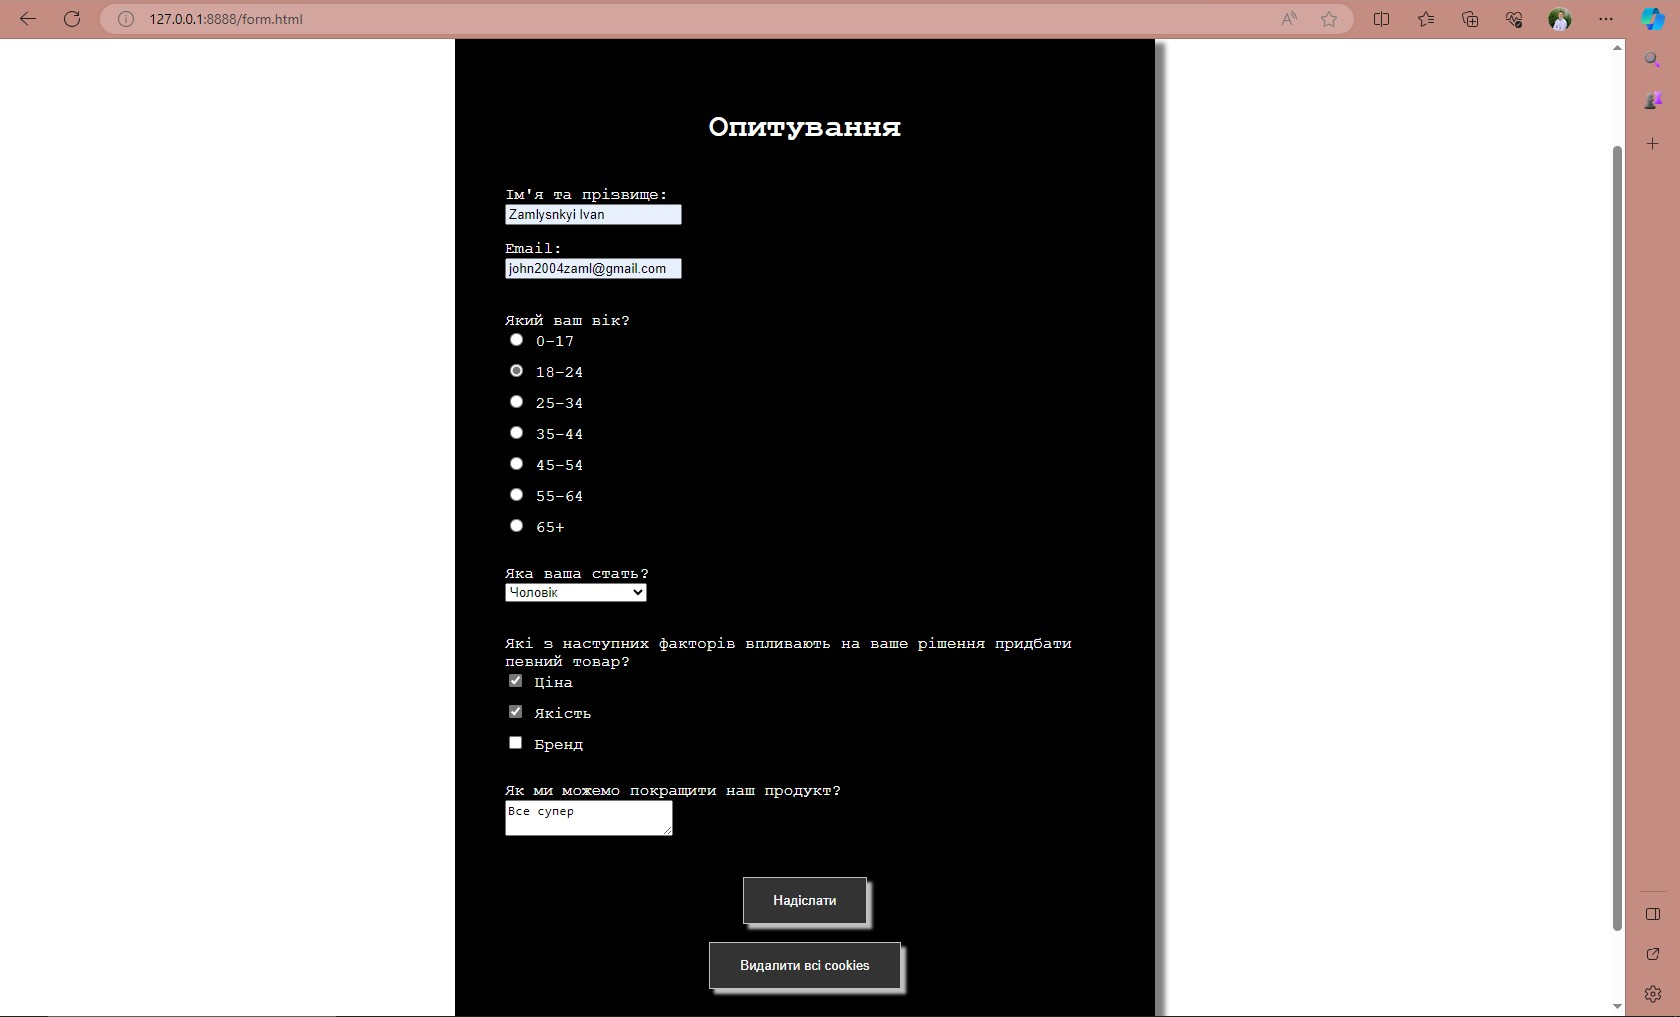 127.0.0.1:8888/form.html
Опитування
Ім'я та прізвище:
Zamlysnkyi Ivan
Email:
john2004zaml@gmail.com
Який ваш вік?
0-17
18-24
25-34
35-44
45-54
55-64
65+
Яка ваша стать?
Чоловік
Які з наступних факторів впливають на ваше рішення придбати
певний товар?
Ціна
Якість
Бренд
Як ми можемо покращити наш продукт?
Все супер
Надіслати
Видалити всі cookies